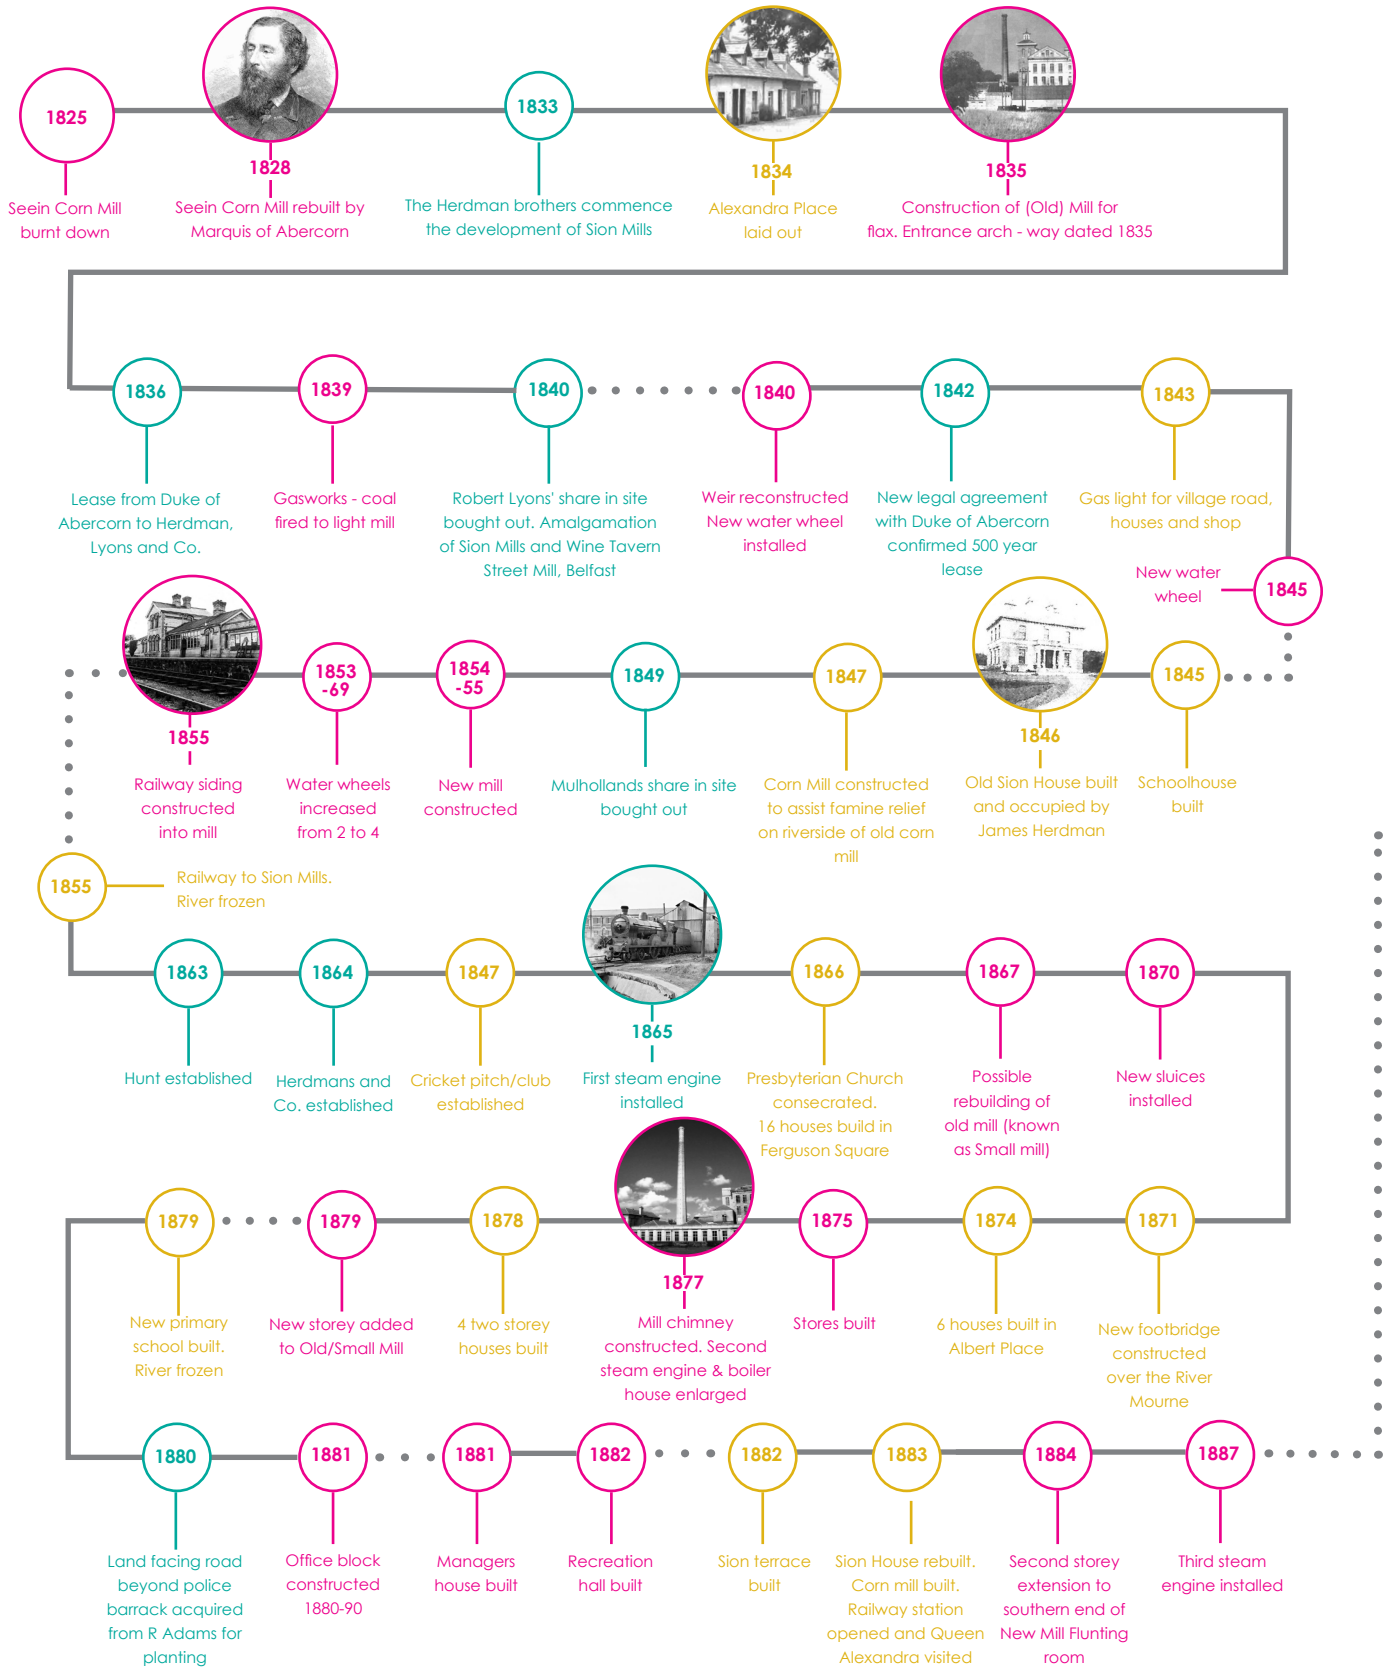 1825
Seein Corn Mill
burnt down
1828
Seein Corn Mill rebuilt by
Marquis of Abercorn
1833
The Herdman brothers commence
the development of Sion Mills
1834
Alexandra Place
laid out
1835
Construction of (Old) Mill for
flax. Entrance arch - way dated 1835
1836
Lease from Duke of
Abercorn to Herdman,
Lyons and Co.
1839
Gasworks - coal
fired to light mill
1840
Robert Lyons' share in site
bought out. Amalgamation
of Sion Mills and Wine Tavern
Street Mill, Belfast
1840
Weir reconstructed
New water wheel
installed
1842
New legal agreement
with Duke of Abercorn
confirmed 500 year
lease
1843
Gas light for village road,
houses and shop
1845
New water
wheel
1845
Schoolhouse
built
1846
Old Sion House built
and occupied by
James Herdman
1847
Corn Mill constructed
to assist famine relief
on riverside of old corn
mill
1849
Mulhollands share in site
bought out
1854
-55
New mill
constructed
1853
-69
Water wheels
increased
from 2 to 4
1855
Railway siding
constructed
into mill
1855
Railway to Sion Mills.
River frozen
1863
Hunt established
1864
Herdmans and
Co. established
1847
Cricket pitch/club
established
1865
First steam engine
installed
1866
Presbyterian Church
consecrated.
16 houses build in
Ferguson Square
1867
Possible
rebuilding of
old mill (known
as Small mill)
1870
New sluices
installed
1871
New footbridge
constructed
over the River
Mourne
1874
6 houses built in
Albert Place
1875
Stores built
1877
Mill chimney
constructed. Second
steam engine & boiler
house enlarged
1878
4 two storey
houses built
1879
New storey added
to Old/Small Mill
1879
New primary
school built.
River frozen
1880
Land facing road
beyond police
barrack acquired
from R Adams for
planting
1881
Office block
constructed
1880-90
1881
Managers
house built
1882
Recreation
hall built
1882
Sion terrace
built
1883
Sion House rebuilt.
Corn mill built.
Railway station
opened and Queen
Alexandra visited
1884
Second storey
extension to
southern end of
New Mill Flunting
room
1887
Third steam
engine installed